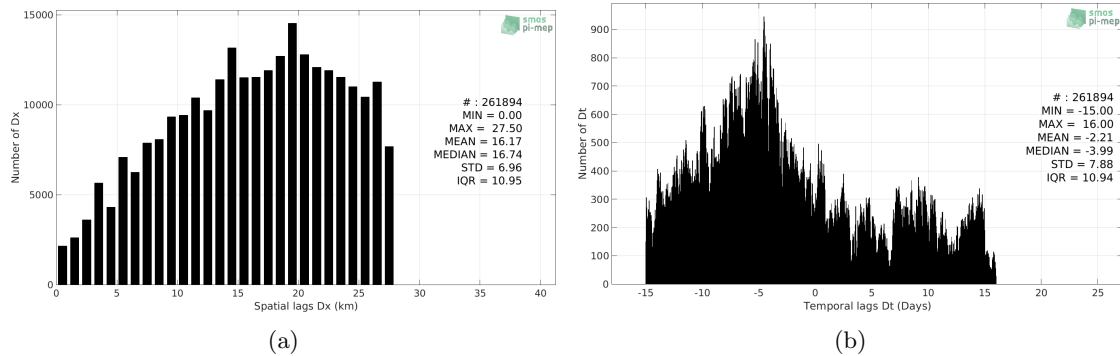 15000
10000
5000
0
0 5 10 15 20 25 30 35 40
Number of Dx
Spatial lags Dx (km)
smos
pi-mep
# : 261894
MIN = 0.00
MAX = 27.50
MEAN = 16.17
MEDIAN = 16.74
STD = 6.96
IQR = 10.95
(a)
900
800
700
600
500
400
300
200
100
0
-15 -10 -5 0 5 10 15 20 25
Number of Dt
Temporal lags Dt (Days)
smos
pi-mep
# : 261894
MIN = -15.00
MAX = 16.00
MEAN = -2.21
MEDIAN = -3.99
STD = 7.88
IQR = 10.94
(b)